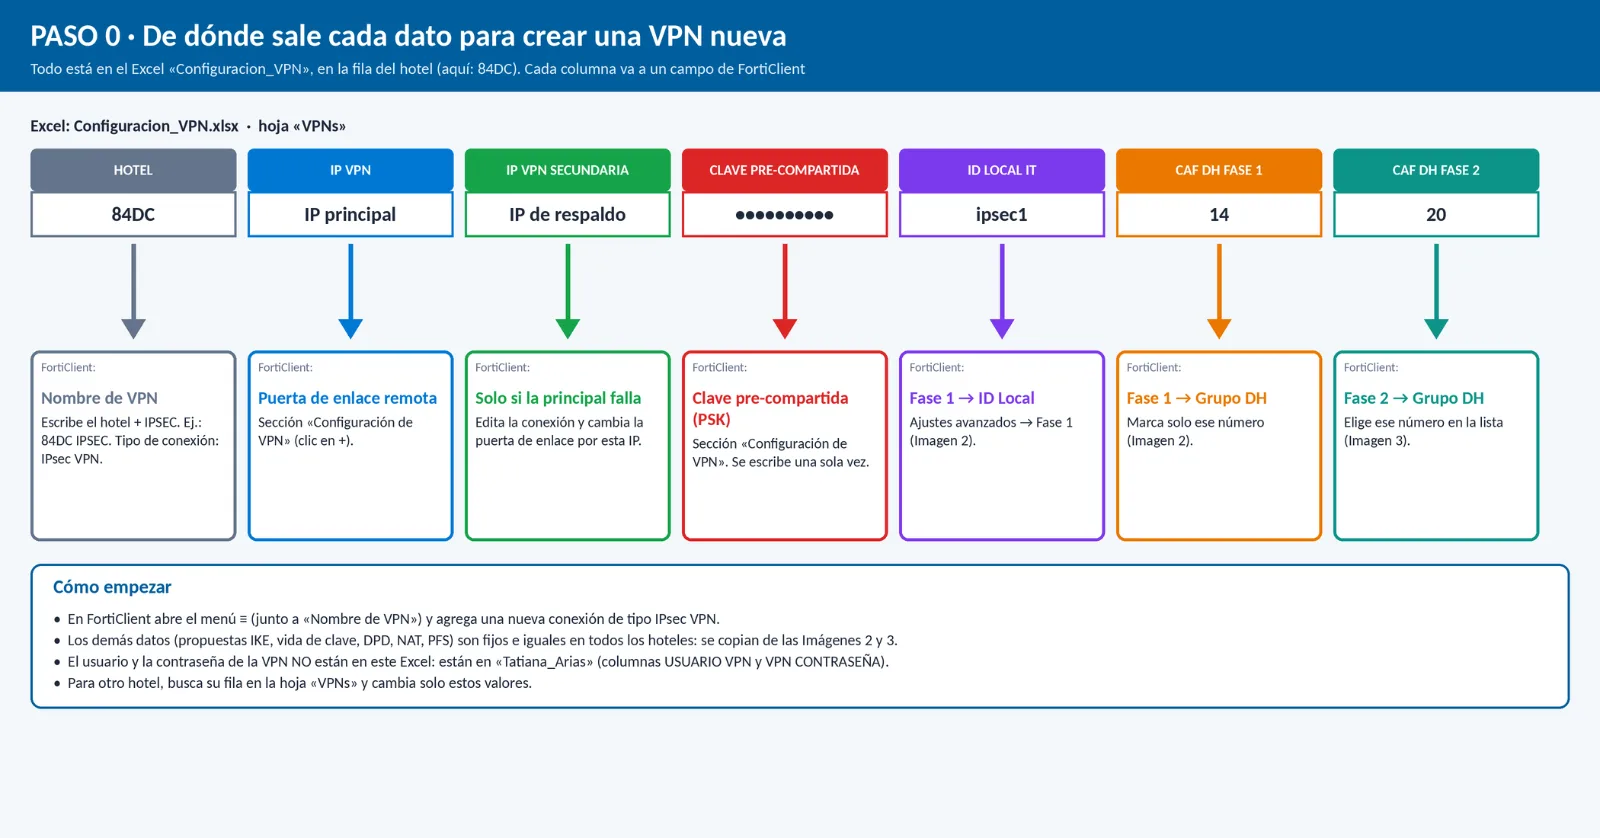 PASO 0 · De dónde sale cada dato para crear una VPN nueva
Todo está en el Excel «Configuracion_VPN», en la fila del hotel (aquí: 84DC). Cada columna va a un campo de FortiClient
Excel: Configuracion_VPN.xlsx · hoja «VPNs»
HOTEL
84DC
FortiClient:
Nombre de VPN
Escribe el hotel + IPSEC. Ej.:
84DC IPSEC. Tipo de conexión:
IPsec VPN.
IP VPN
IP principal
FortiClient:
Puerta de enlace remota
Sección «Configuración de
VPN» (clic en +).
IP VPN SECUNDARIA
IP de respaldo
FortiClient:
Solo si la principal falla
Edita la conexión y cambia la
puerta de enlace por esta IP.
CLAVE PRE-COMPARTIDA
●●●●●●●●●●
FortiClient:
Clave pre-compartida
(PSK)
Sección «Configuración de
VPN». Se escribe una sola vez.
ID LOCAL IT
ipsec1
FortiClient:
Fase 1 → ID Local
Ajustes avanzados → Fase 1
(Imagen 2).
CAF DH FASE 1
14
FortiClient:
Fase 1 → Grupo DH
Marca solo ese número
(Imagen 2).
CAF DH FASE 2
20
FortiClient:
Fase 2 → Grupo DH
Elige ese número en la lista
(Imagen 3).
Cómo empezar
• En FortiClient abre el menú ≡ (junto a «Nombre de VPN») y agrega una nueva conexión de tipo IPsec VPN.
• Los demás datos (propuestas IKE, vida de clave, DPD, NAT, PFS) son fijos e iguales en todos los hoteles: se copian de las Imágenes 2 y 3.
• El usuario y la contraseña de la VPN NO están en este Excel: están en «Tatiana_Arias» (columnas USUARIO VPN y VPN CONTRASEÑA).
• Para otro hotel, busca su fila en la hoja «VPNs» y cambia solo estos valores.